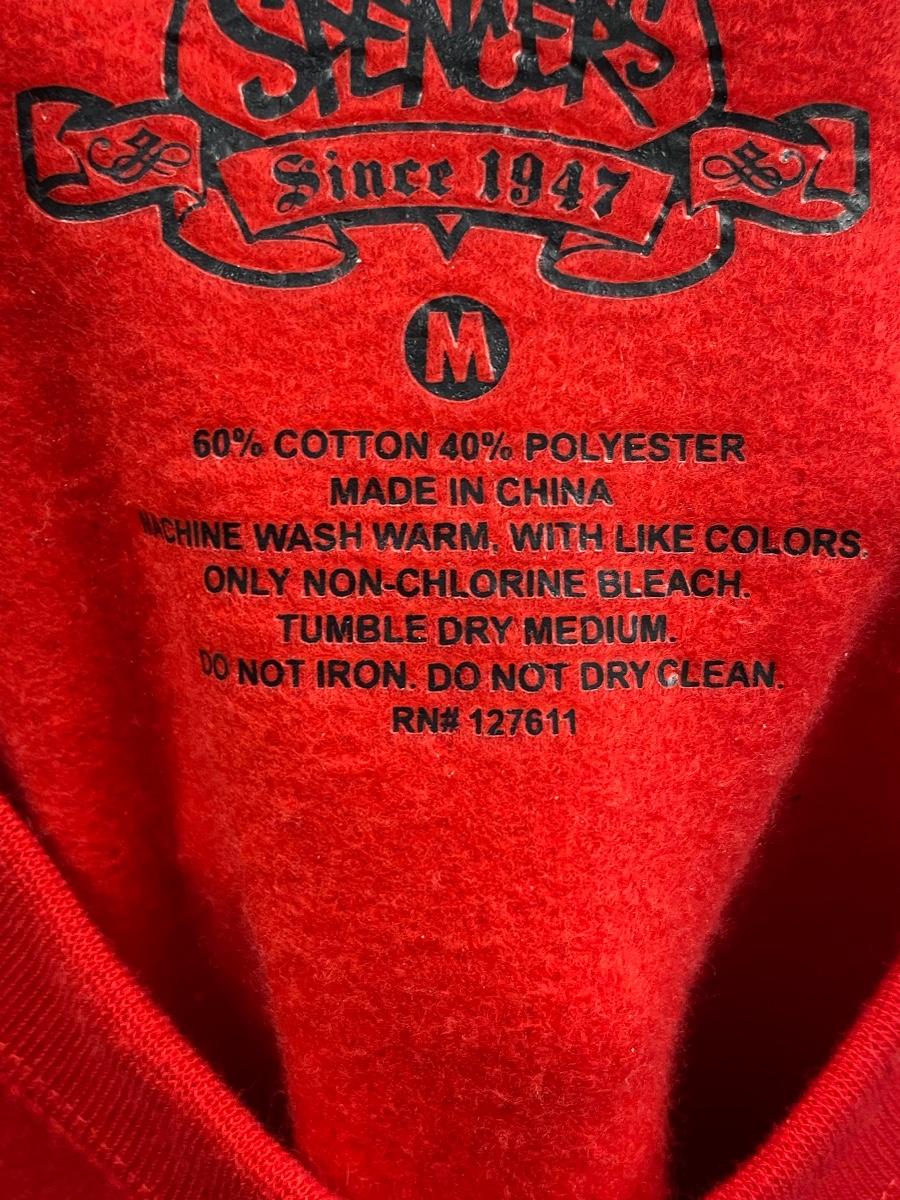 SPENCERS
Since 1947
M
60% COTTON 40% POLYESTER
MADE IN CHINA
MACHINE WASH WARM, WITH LIKE COLORS.
ONLY NON-CHLORINE BLEACH.
TUMBLE DRY MEDIUM.
DO NOT IRON. DO NOT DRY CLEAN.
RN# 127611